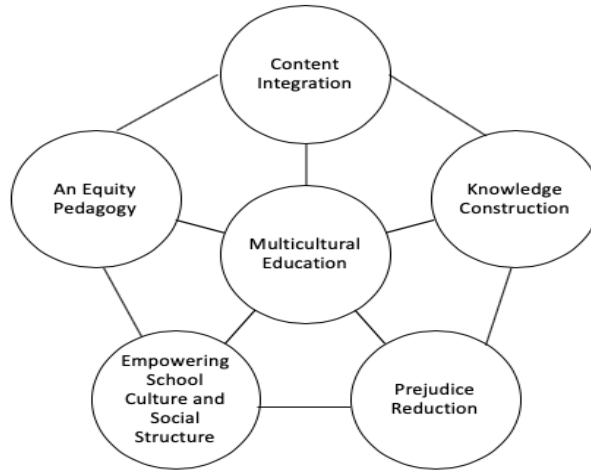 Content
Integration
An Equity
Pedagogy
Knowledge
Construction
Multicultural
Education
Empowering
School
Culture and
Social
Structure
Prejudice
Reduction